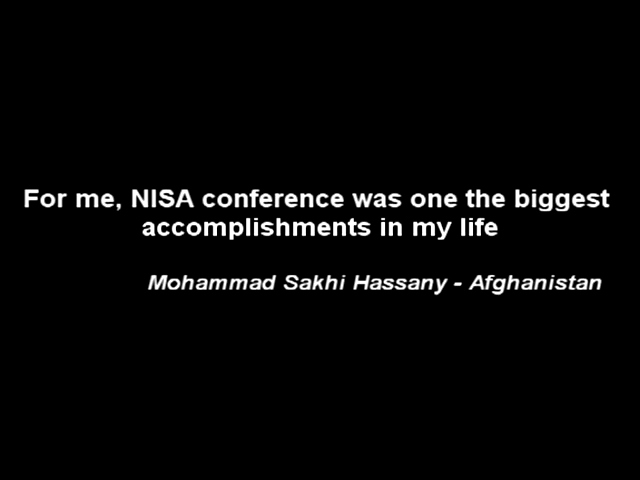 For me, NISA conference was one the biggest
accomplishments in my life
Mohammad Sakhi Hassany - Afghanistan